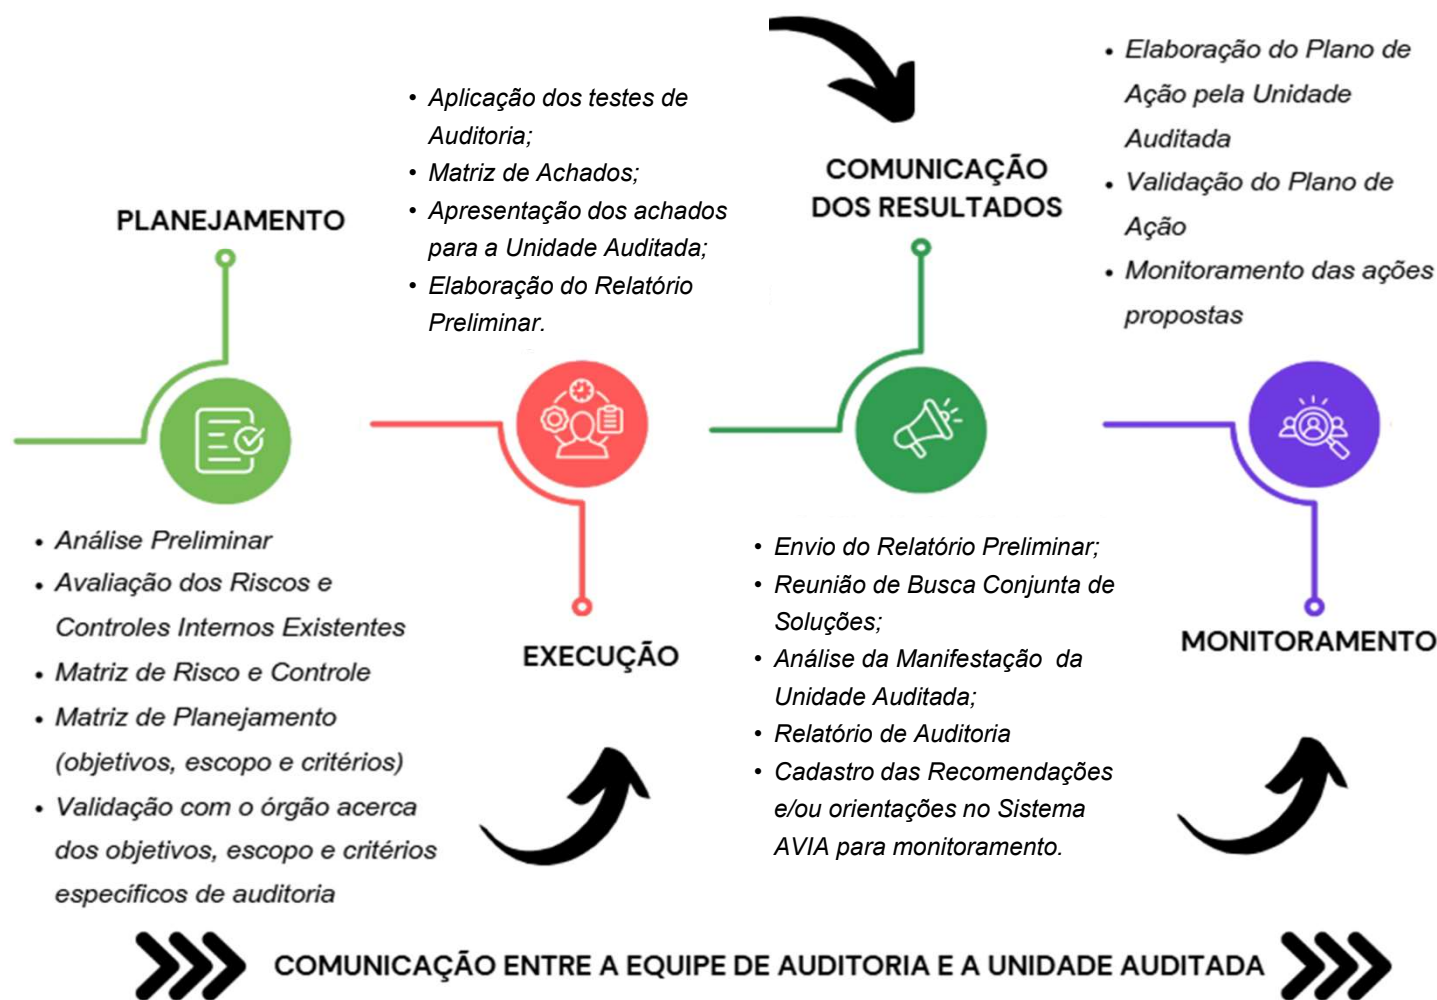 PLANEJAMENTO
• Análise Preliminar
• Avaliação dos Riscos e
Controles Internos Existentes
• Matriz de Risco e Controle
• Matriz de Planejamento
(objetivos, escopo e critérios)
• Validação com o órgão acerca
dos objetivos, escopo e critérios
específicos de auditoria
• Aplicação dos testes de
Auditoria;
• Matriz de Achados;
• Apresentação dos achados
para a Unidade Auditada;
• Elaboração do Relatório
Preliminar.
EXECUÇÃO
COMUNICAÇÃO
DOS RESULTADOS
• Envio do Relatório Preliminar;
• Reunião de Busca Conjunta de
Soluções;
• Análise da Manifestação da
Unidade Auditada;
• Relatório de Auditoria
• Cadastro das Recomendações
e/ou orientações no Sistema
AVIA para monitoramento.
• Elaboração do Plano de
Ação pela Unidade
Auditada
• Validação do Plano de
Ação
• Monitoramento das ações
propostas
MONITORAMENTO
COMUNICAÇÃO ENTRE A EQUIPE DE AUDITORIA E A UNIDADE AUDITADA